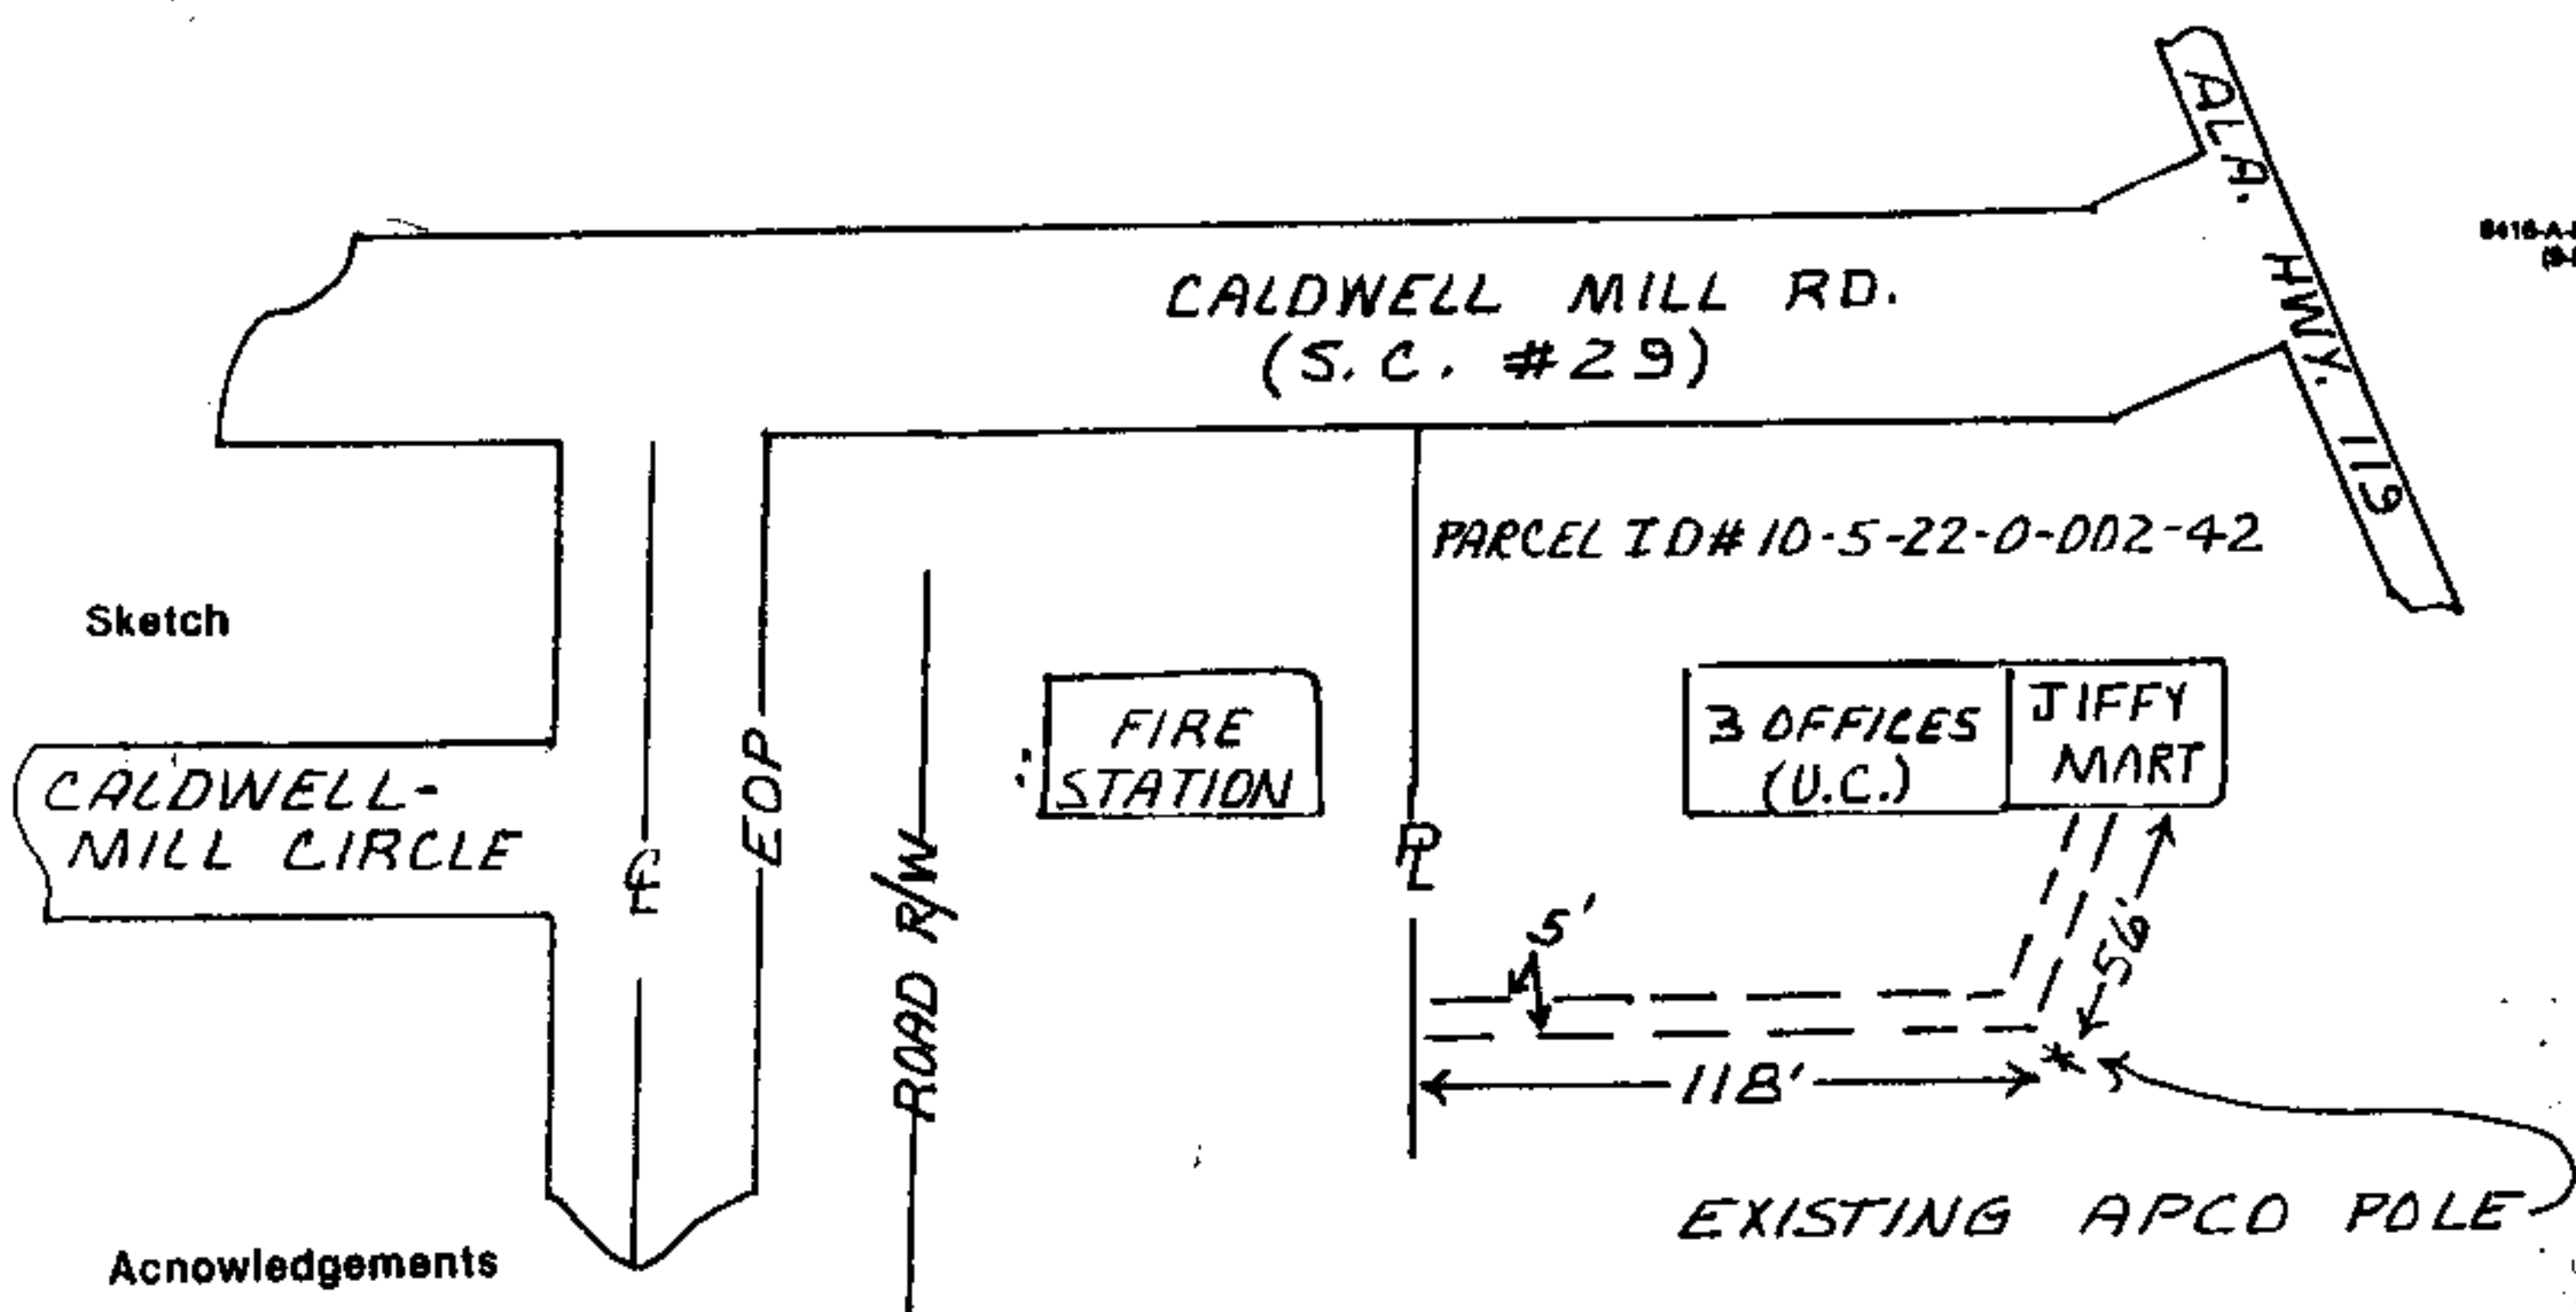 ALA. HWY. 119
CALDWELL MILL RD.
(S.C. #29)
PARCEL ID# 10-5-22-0-002-42
Sketch
FIRE
STATION
3 OFFICES
(U.C.)
JIFFY
MART
CALDWELL-
MILL CIRCLE
EOP
ROAD R/W
5'
56'
118'
EXISTING APCO POLE
Acnowledgements